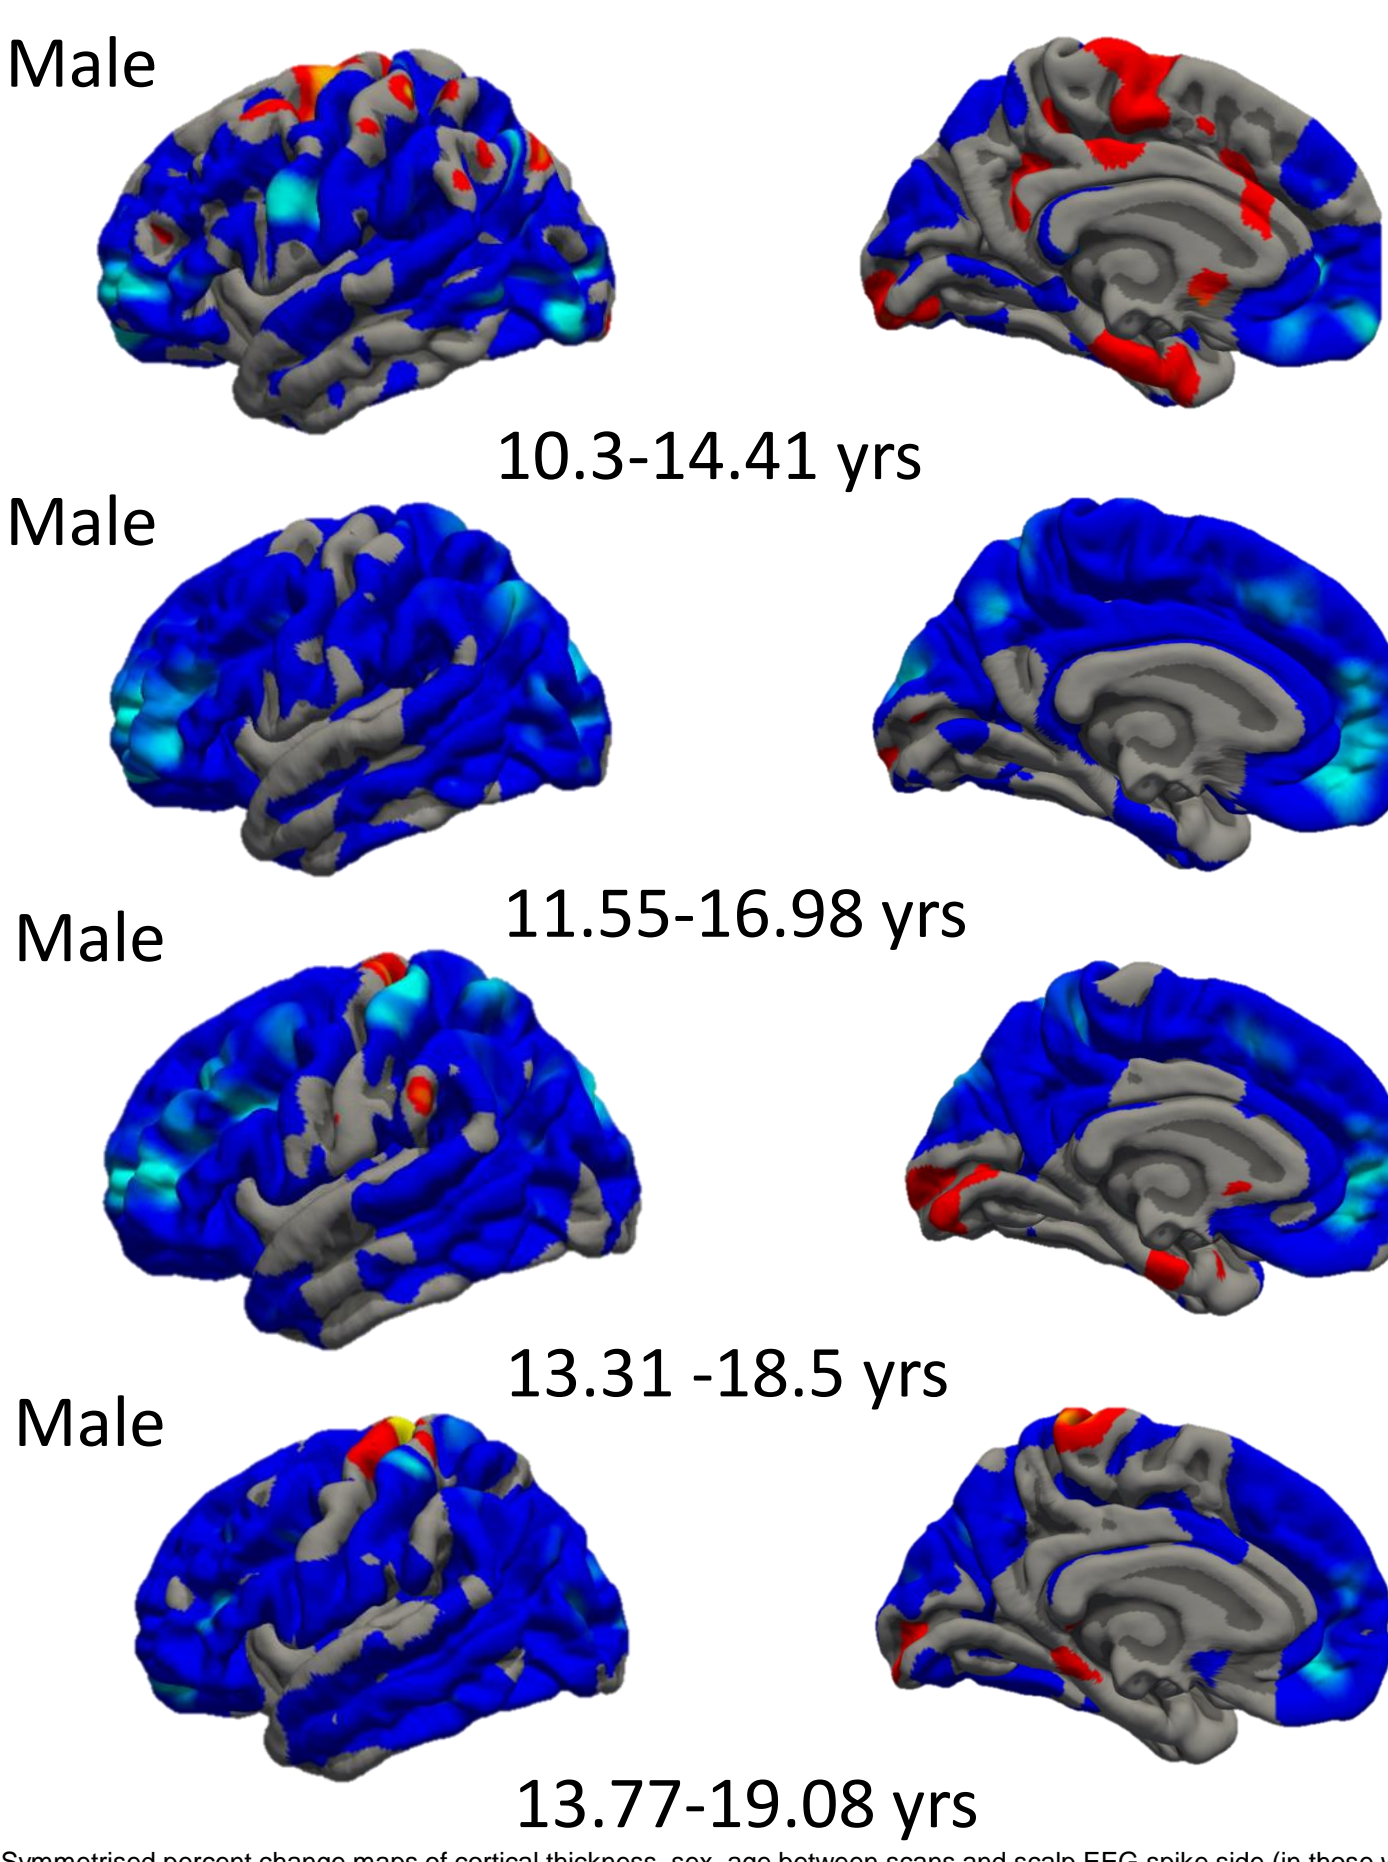 Male
10.3-14.41 yrs
Male
11.55-16.98 yrs
Male
13.31 -18.5 yrs
Male
13.77-19.08 yrs
Symmetrised percent change maps of cortical thickness, sex, age between scans and scalp EEG spike side (in those